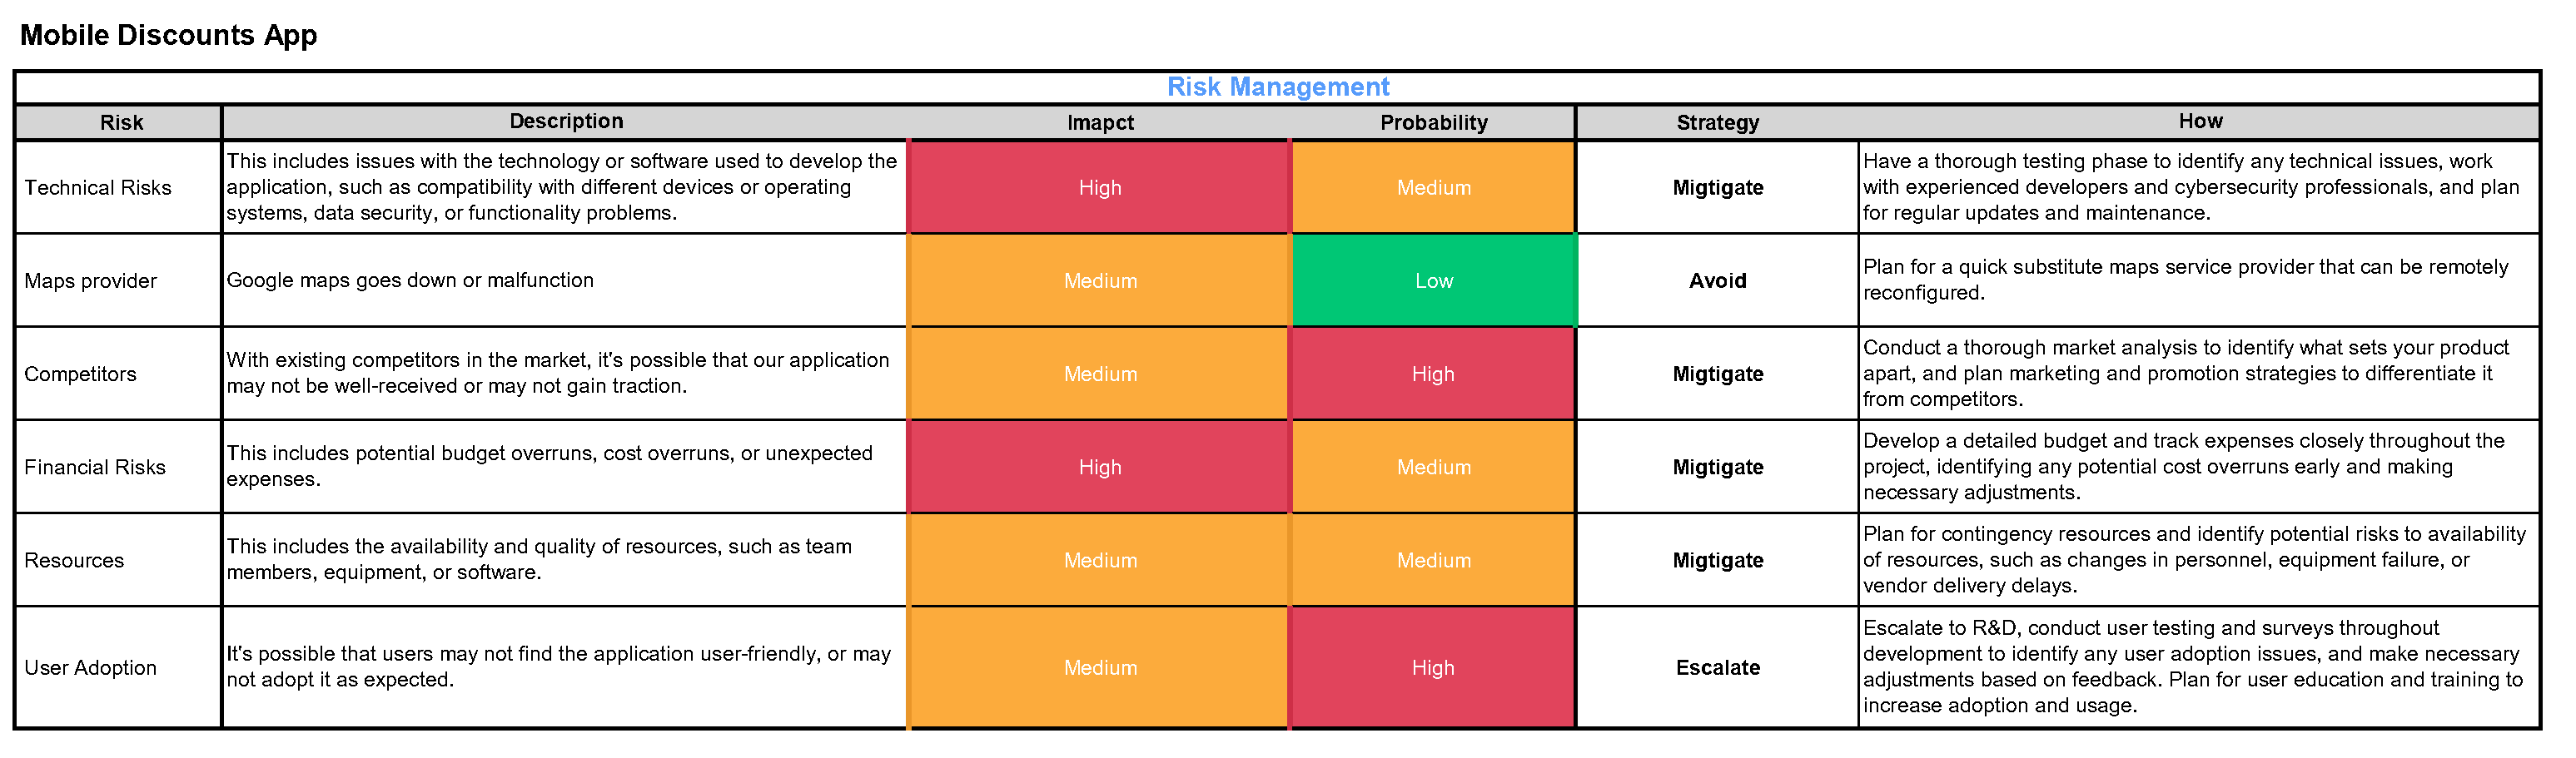 Mobile Discounts App
Risk Management
Risk
Description
Imapct
Probability
Strategy
How
Technical Risks
This includes issues with the technology or software used to develop the
application, such as compatibility with different devices or operating
systems, data security, or functionality problems.
High
Medium
Migtigate
Have a thorough testing phase to identify any technical issues, work
with experienced developers and cybersecurity professionals, and plan
for regular updates and maintenance.
Maps provider
Google maps goes down or malfunction
Medium
Low
Avoid
Plan for a quick substitute maps service provider that can be remotely
reconfigured.
Competitors
With existing competitors in the market, it's possible that our application
may not be well-received or may not gain traction.
Medium
High
Migtigate
Conduct a thorough market analysis to identify what sets your product
apart, and plan marketing and promotion strategies to differentiate it
from competitors.
Financial Risks
This includes potential budget overruns, cost overruns, or unexpected
expenses.
High
Medium
Migtigate
Develop a detailed budget and track expenses closely throughout the
project, identifying any potential cost overruns early and making
necessary adjustments.
Resources
This includes the availability and quality of resources, such as team
members, equipment, or software.
Medium
Medium
Migtigate
Plan for contingency resources and identify potential risks to availability
of resources, such as changes in personnel, equipment failure, or
vendor delivery delays.
User Adoption
It's possible that users may not find the application user-friendly, or may
not adopt it as expected.
Medium
High
Escalate
Escalate to R&D, conduct user testing and surveys throughout
development to identify any user adoption issues, and make necessary
adjustments based on feedback. Plan for user education and training to
increase adoption and usage.